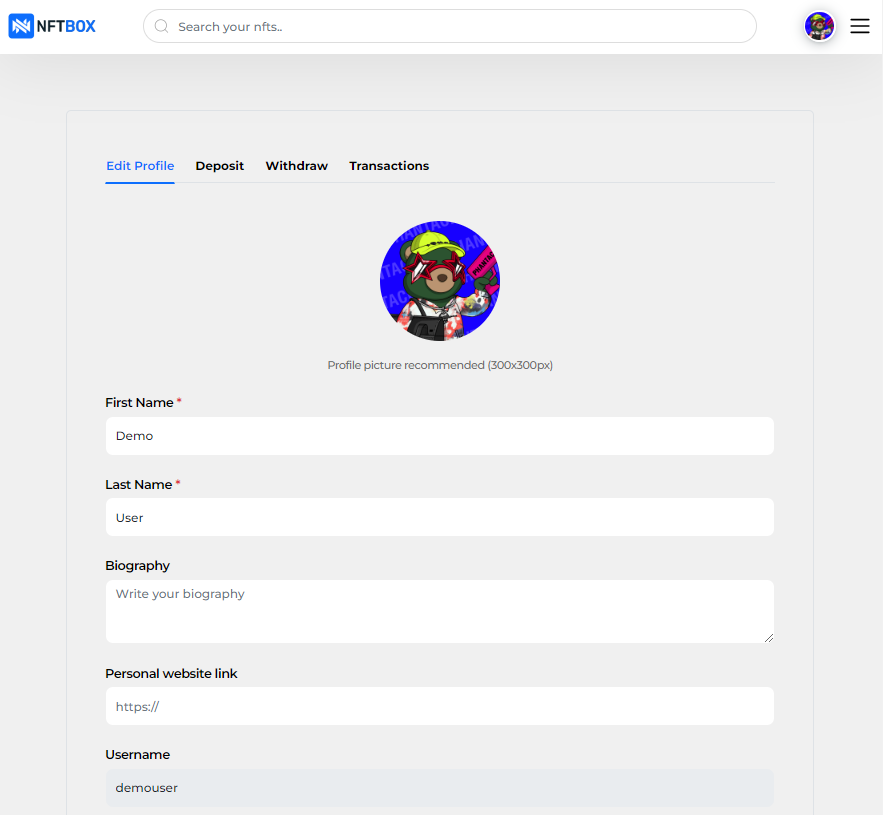 NFTBOX
Search your nfts..
Edit Profile Deposit Withdraw Transactions
Profile picture recommended (300x300px)
First Name *
Demo
Last Name *
User
Biography
Write your biography
Personal website link
https://
Username
demouser